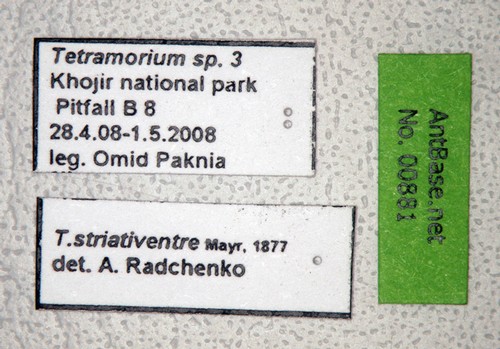 Tetramorium sp. 3
Khojir national park
Pitfall B 8
28.4.08-1.5.2008
leg. Omid Paknia
T.striativentre Mayr, 1877
det. A. Radchenko
AntBase.net
No. 00881